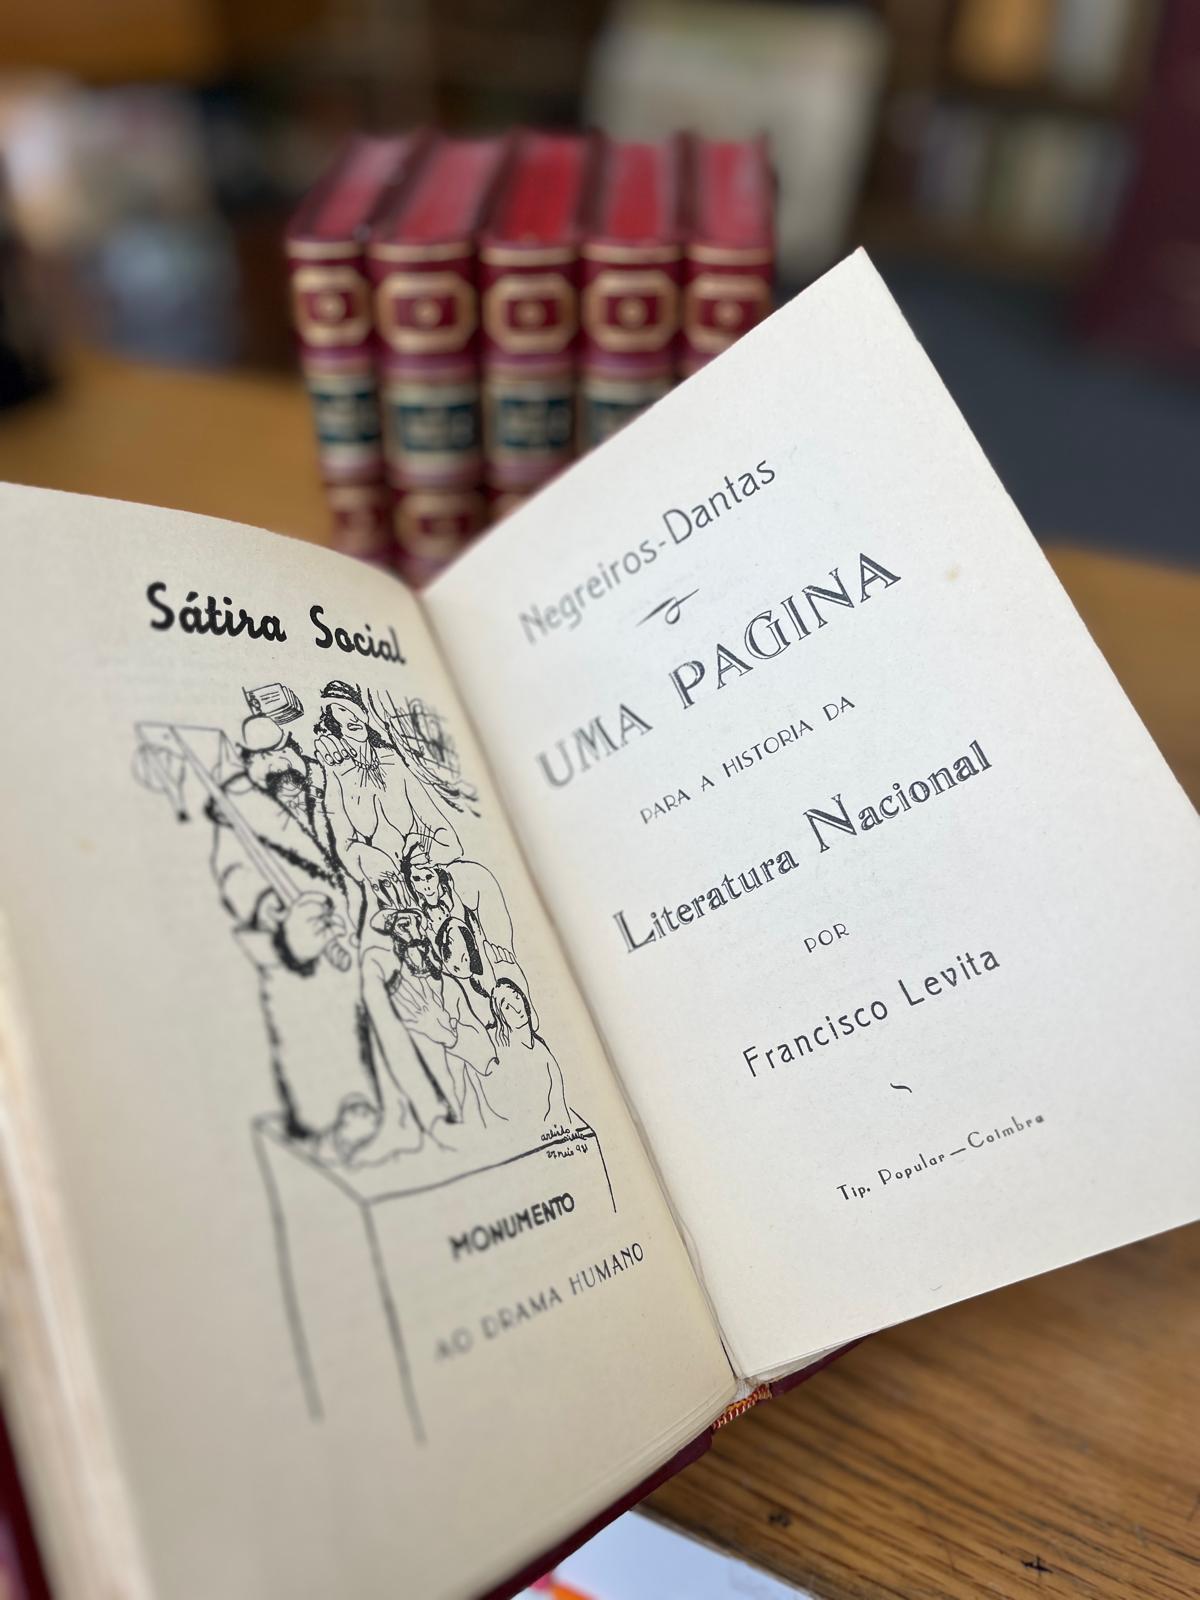 Sátira Social
MONUMENTO
AO DRAMA HUMANO
Negreiros-Dantas
UMA PAGINA
PARA A HISTORIA DA
Literatura Nacional
POR
Francisco Levita
Tip. Popular—Coimbra